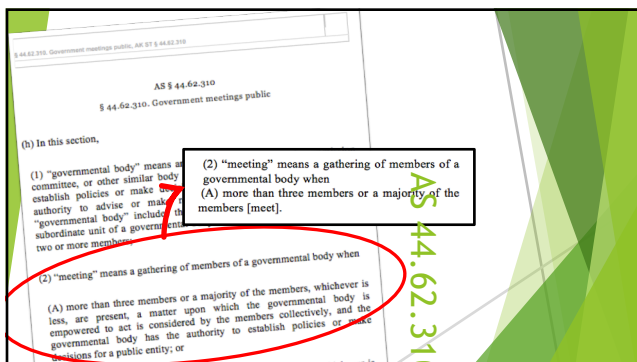 § 44.62.310. Government meetings public, AK ST § 44.62.310
AS § 44.62.310
§ 44.62.310. Government meetings public
(h) In this section,
(1) “governmental body” means an
committee, or other similar body
establish policies or make
authority to advise or make
“governmental body” include
subordinate unit of a governmental
two or more members;
(2) “meeting” means a gathering of members of a
governmental body when
(A) more than three members or a majority of the
members [meet].
(2) “meeting” means a gathering of members of a governmental body when
(A) more than three members or a majority of the members, whichever is
less, are present, a matter upon which the governmental body is
empowered to act is considered by the members collectively, and the
governmental body has the authority to establish policies or make
decisions for a public entity; or
AS 44.62.31